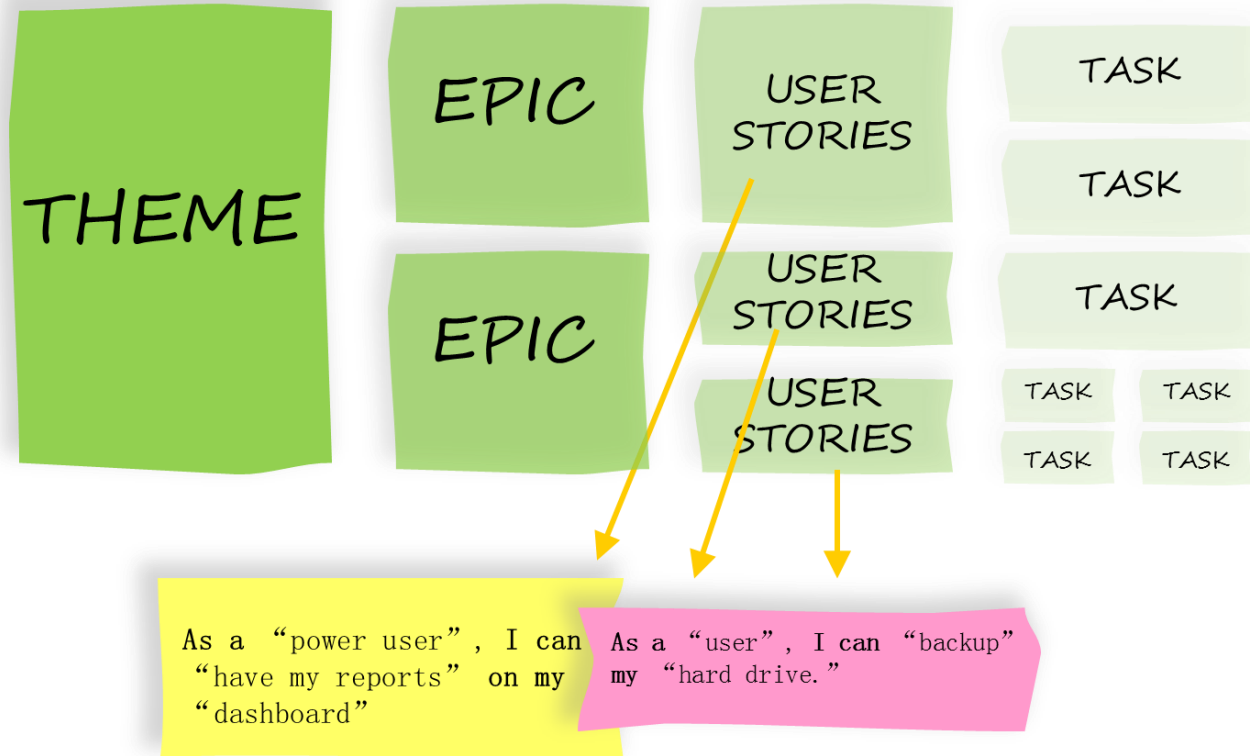 THEME
EPIC
EPIC
USER
STORIES
USER
STORIES
USER
STORIES
TASK
TASK
TASK
TASK TASK
TASK TASK
As a “power user”, I can
“have my reports” on my
“dashboard”
As a “user”, I can “backup”
my “hard drive.”